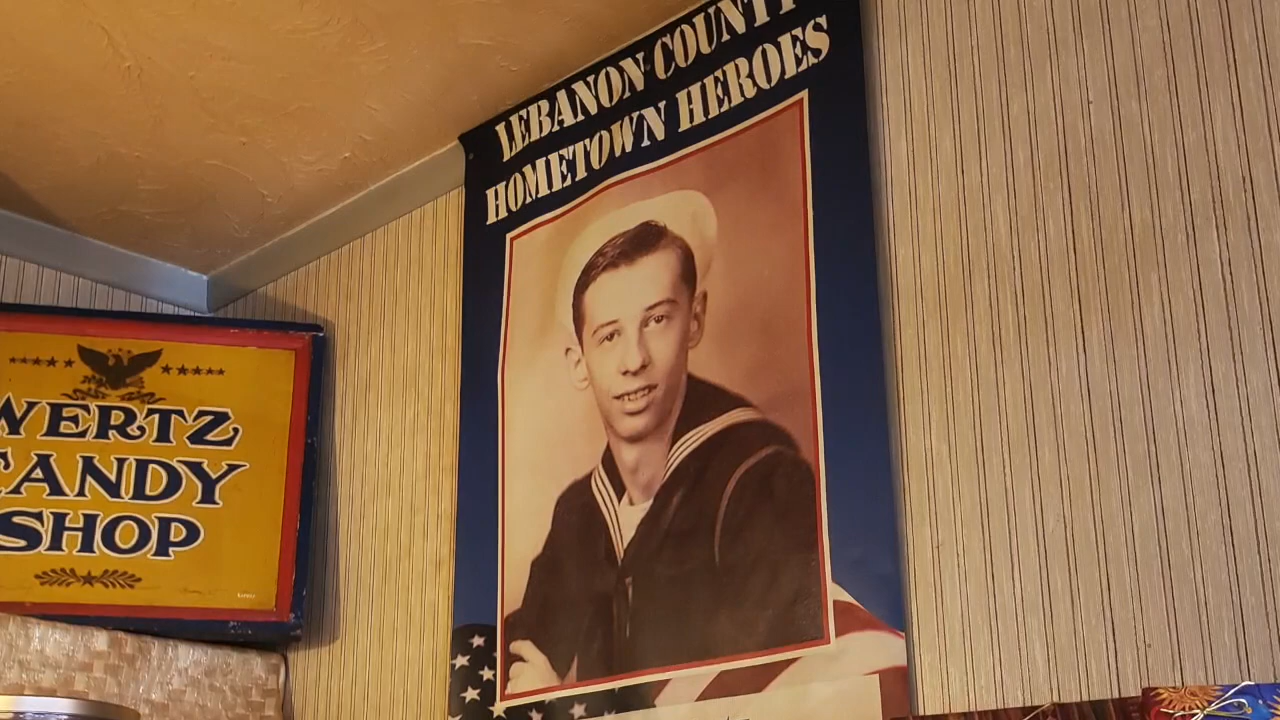 LEBANON COUNTY
HOMETOWN HEROES
WERTZ
CANDY
SHOP